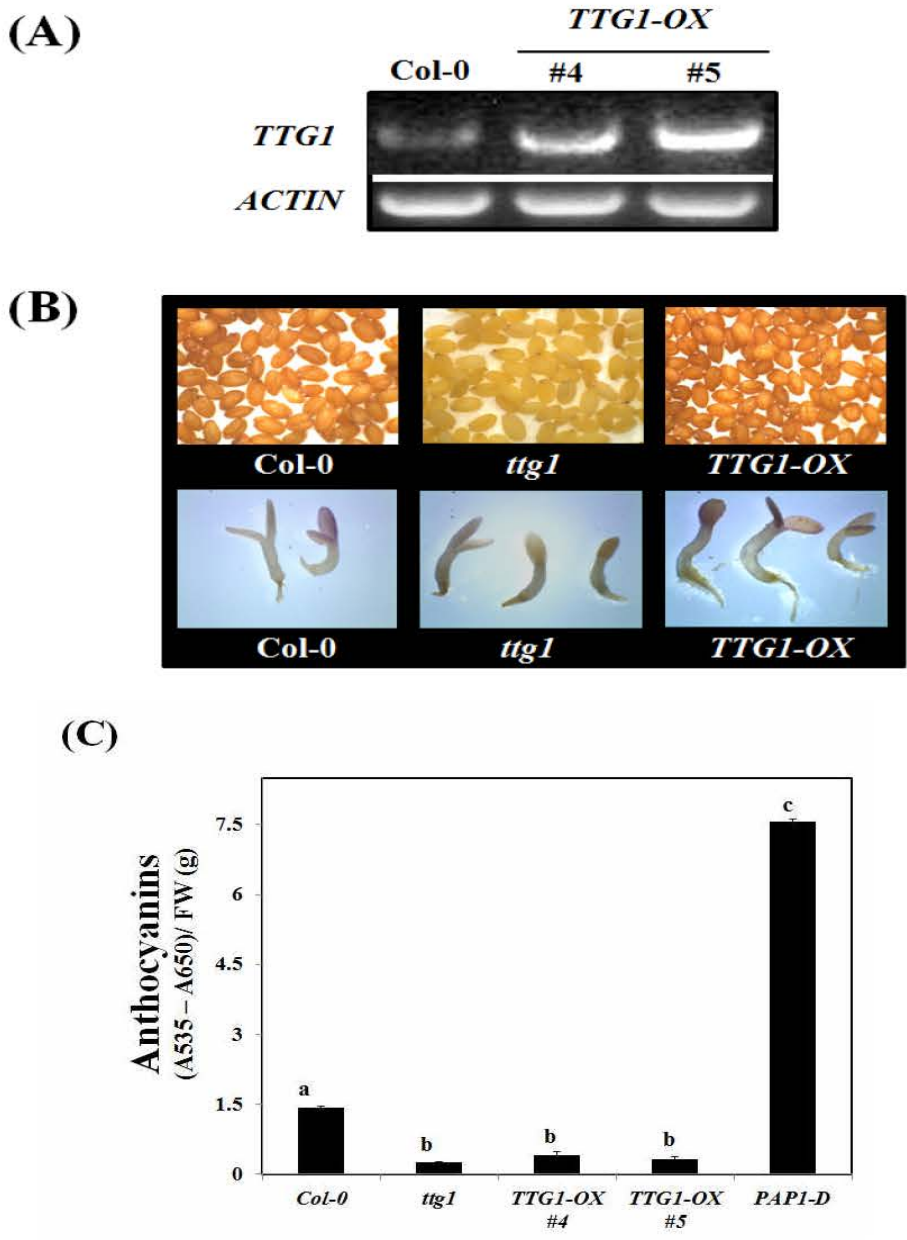 (A)
TTG1-OX
Col-0 #4 #5
TTG1
ACTIN
(B)
Col-0 ttg1 TTG1-OX
Col-0 ttg1 TTG1-OX
(C)
Anthocyanins
(A535 – A650)/ FW (g)
7.5
6
4.5
3
1.5
0
a
b
b
b
c
Col-0 ttg1 TTG1-OX TTG1-OX PAP1-D
#4 #5